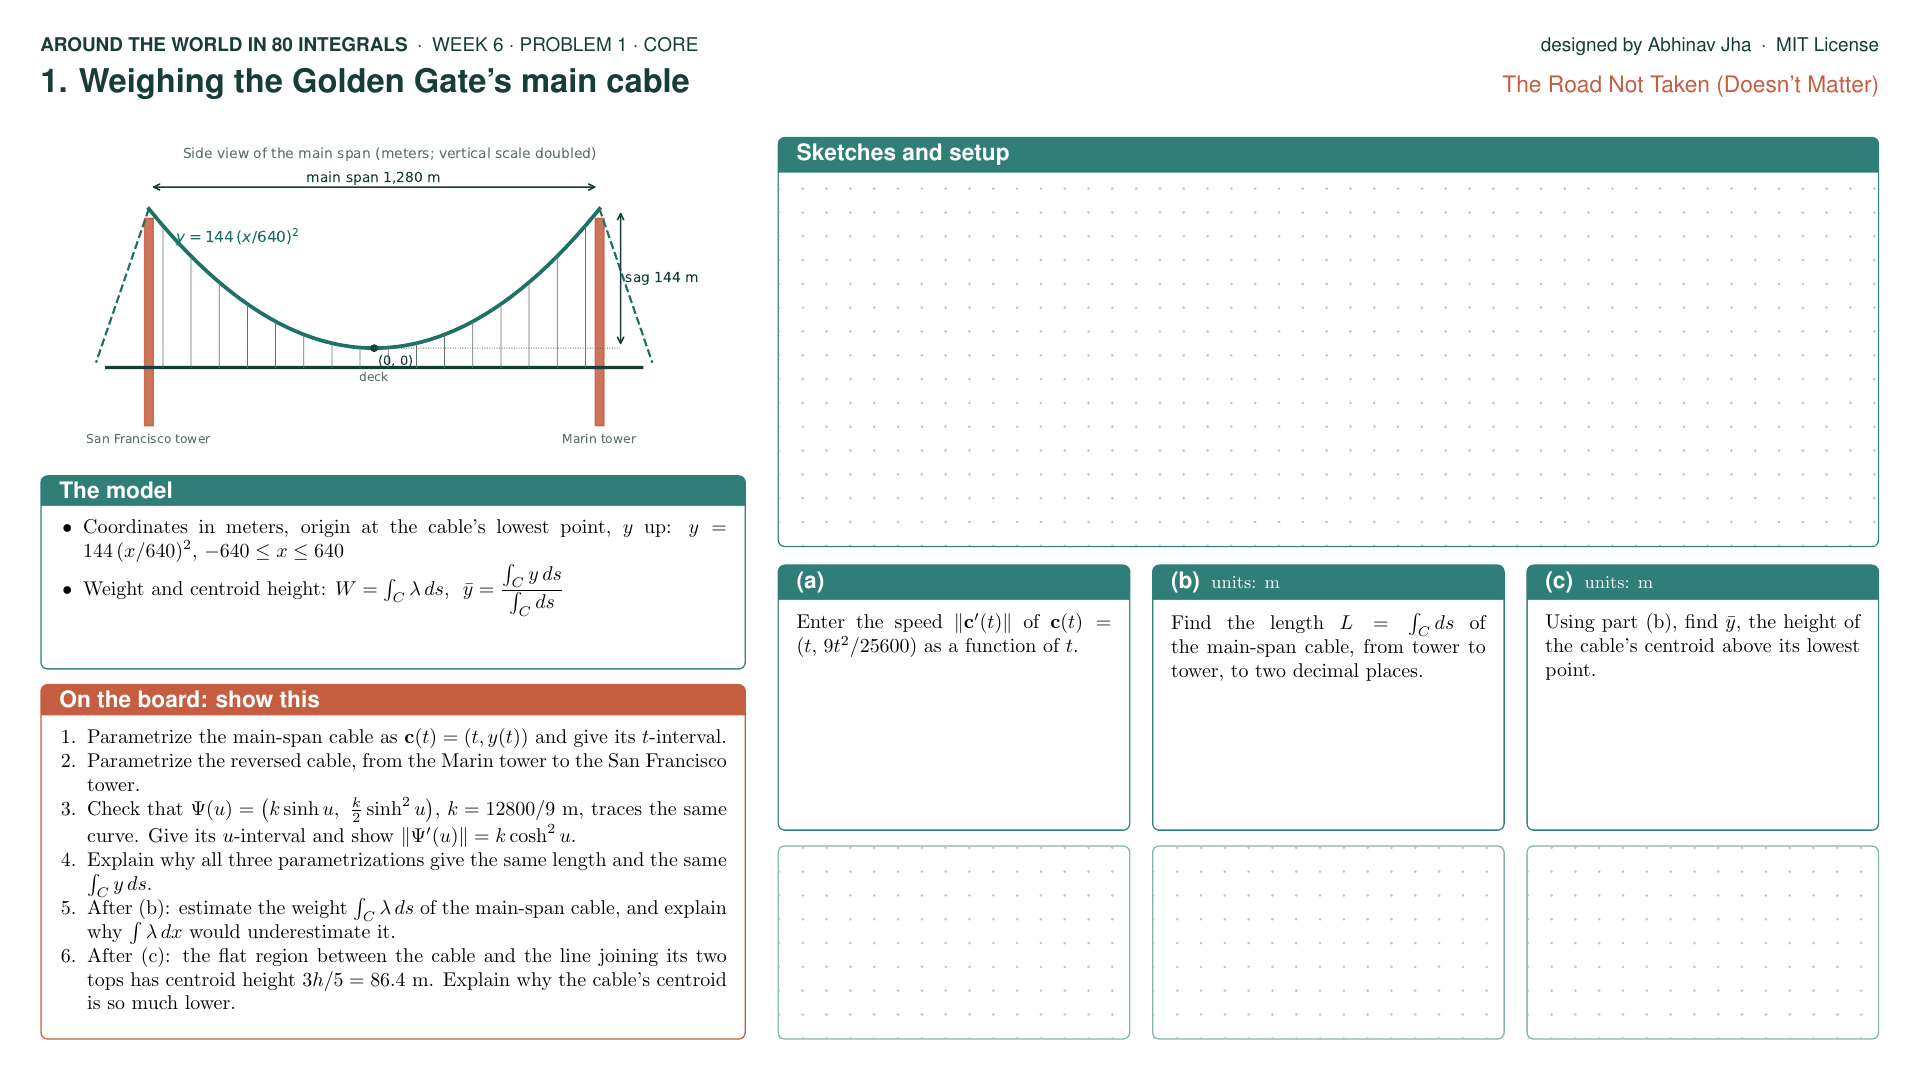 AROUND THE WORLD IN 80 INTEGRALS · WEEK 6 · PROBLEM 1 · CORE
designed by Abhinav Jha · MIT License
1. Weighing the Golden Gate's main cable
The Road Not Taken (Doesn't Matter)
Side view of the main span (meters; vertical scale doubled)
main span 1,280 m
y = 144 (x/640)²
sag 144 m
(0, 0)
deck
San Francisco tower
Marin tower
The model
• Coordinates in meters, origin at the cable's lowest point, y up: y =
144 (x/640)², −640 ≤ x ≤ 640
• Weight and centroid height: W = ∫_C λ ds, ȳ = ∫_C y ds / ∫_C ds
On the board: show this
1. Parametrize the main-span cable as c(t) = (t, y(t)) and give its t-interval.
2. Parametrize the reversed cable, from the Marin tower to the San Francisco
tower.
3. Check that Ψ(u) = (k sinh u, k/2 sinh² u), k = 12800/9 m, traces the same
curve. Give its u-interval and show ‖Ψ′(u)‖ = k cosh² u.
4. Explain why all three parametrizations give the same length and the same
∫_C y ds.
5. After (b): estimate the weight ∫_C λ ds of the main-span cable, and explain
why ∫ λ dx would underestimate it.
6. After (c): the flat region between the cable and the line joining its two
tops has centroid height 3h/5 = 86.4 m. Explain why the cable's centroid
is so much lower.
Sketches and setup
(a)
Enter the speed ‖c′(t)‖ of c(t) =
(t, 9t²/25600) as a function of t.
(b) units: m
Find the length L = ∫_C ds of
the main-span cable, from tower to
tower, to two decimal places.
(c) units: m
Using part (b), find ȳ, the height of
the cable's centroid above its lowest
point.